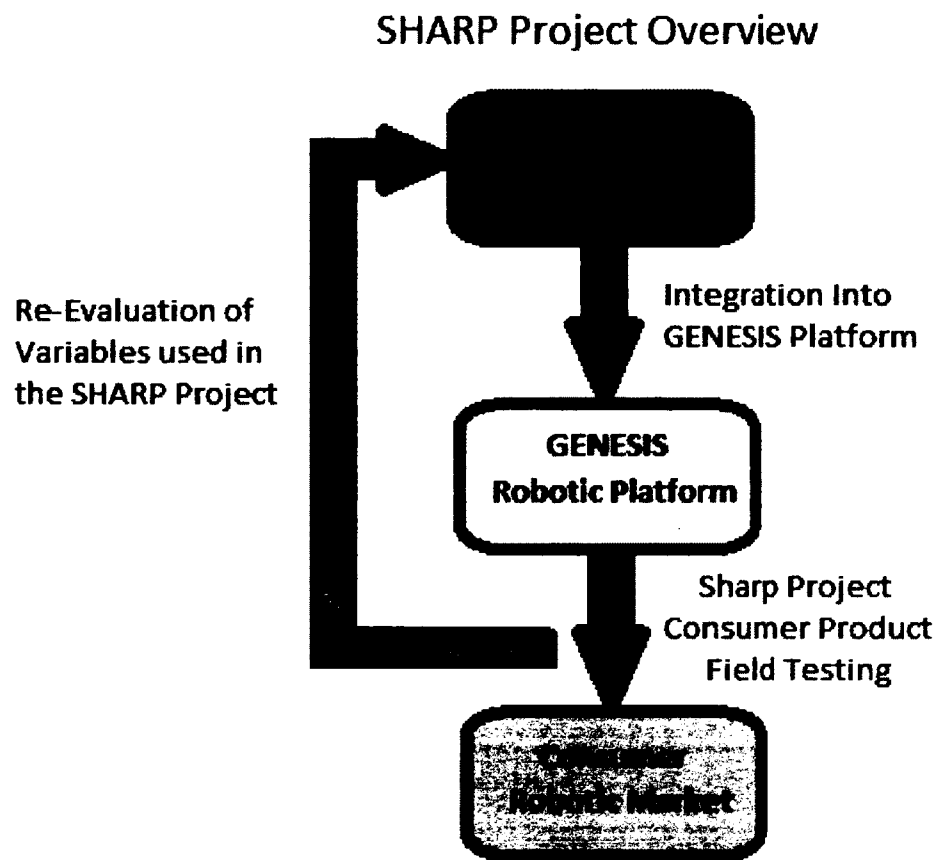 SHARP Project Overview
Integration Into
GENESIS Platform
Re-Evaluation of
Variables used in
the SHARP Project
GENESIS
Robotic Platform
Sharp Project
Consumer Product
Field Testing
Consumer
Robotic Market